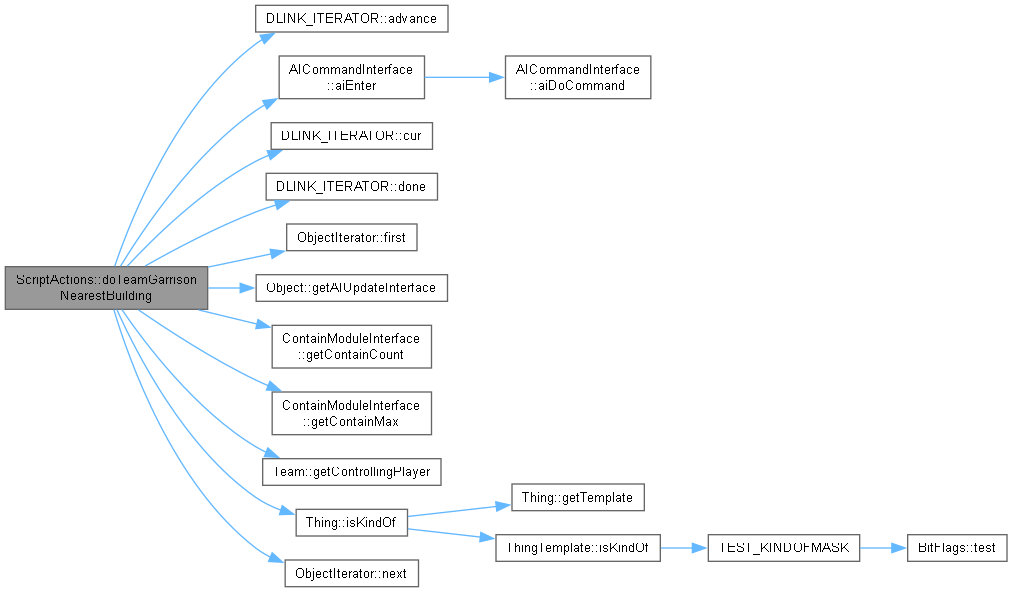 DLINK_ITERATOR::advance
AICommandInterface
::aiEnter
AICommandInterface
::aiDoCommand
DLINK_ITERATOR::cur
DLINK_ITERATOR::done
ObjectIterator::first
ScriptActions::doTeamGarrison
NearestBuilding
Object::getAIUpdateInterface
ContainModuleInterface
::getContainCount
ContainModuleInterface
::getContainMax
Team::getControllingPlayer
Thing::isKindOf
Thing::getTemplate
ThingTemplate::isKindOf
TEST_KINDOFMASK
BitFlags::test
ObjectIterator::next